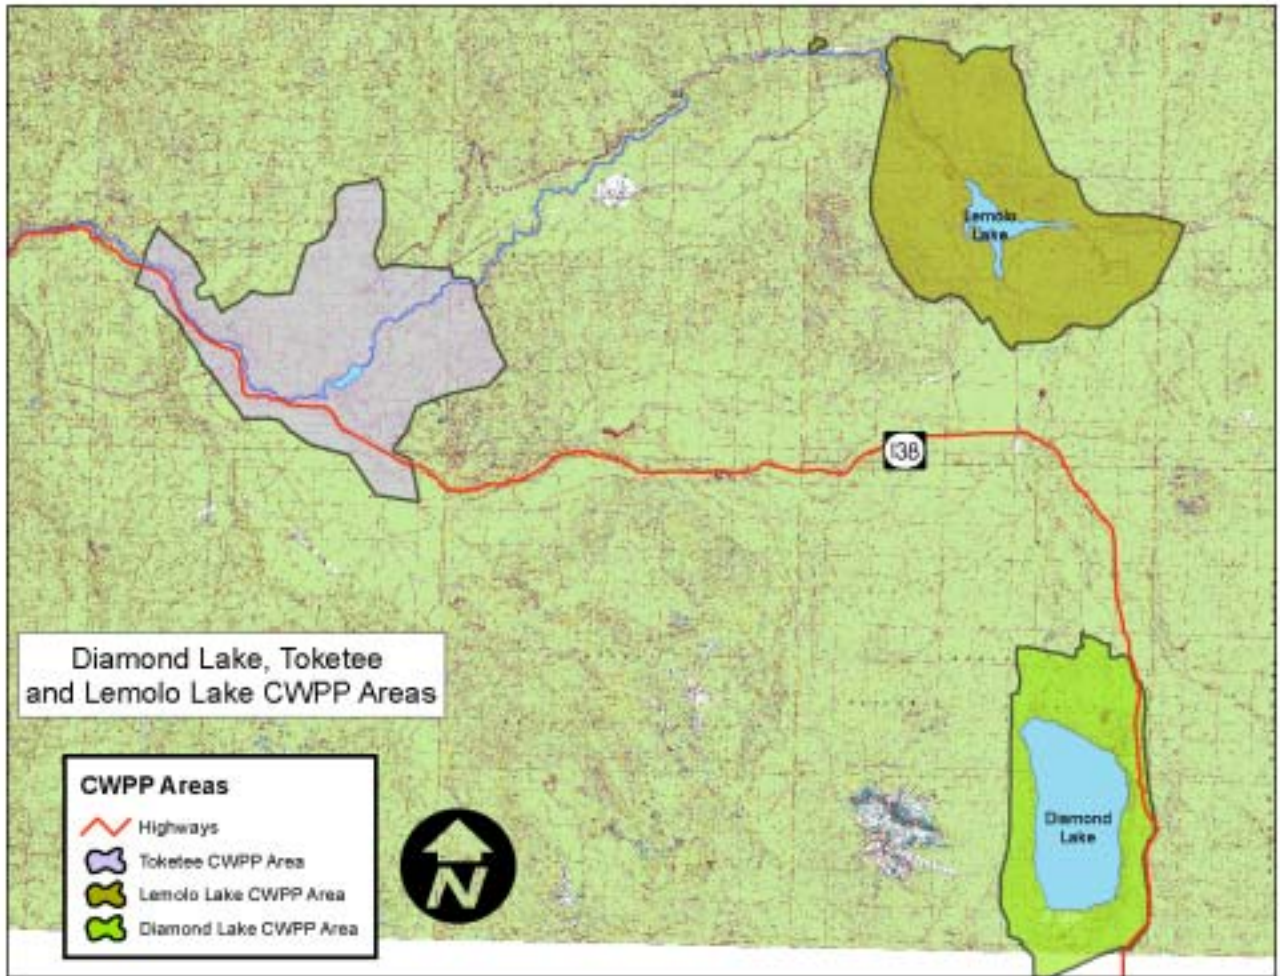 Lemolo
Lake
138
Diamond Lake, Toketee
and Lemolo Lake CWPP Areas
CWPP Areas
Highways
Toketee CWPP Area
Lemolo Lake CWPP Area
Diamond Lake CWPP Area
N
Diamond
Lake